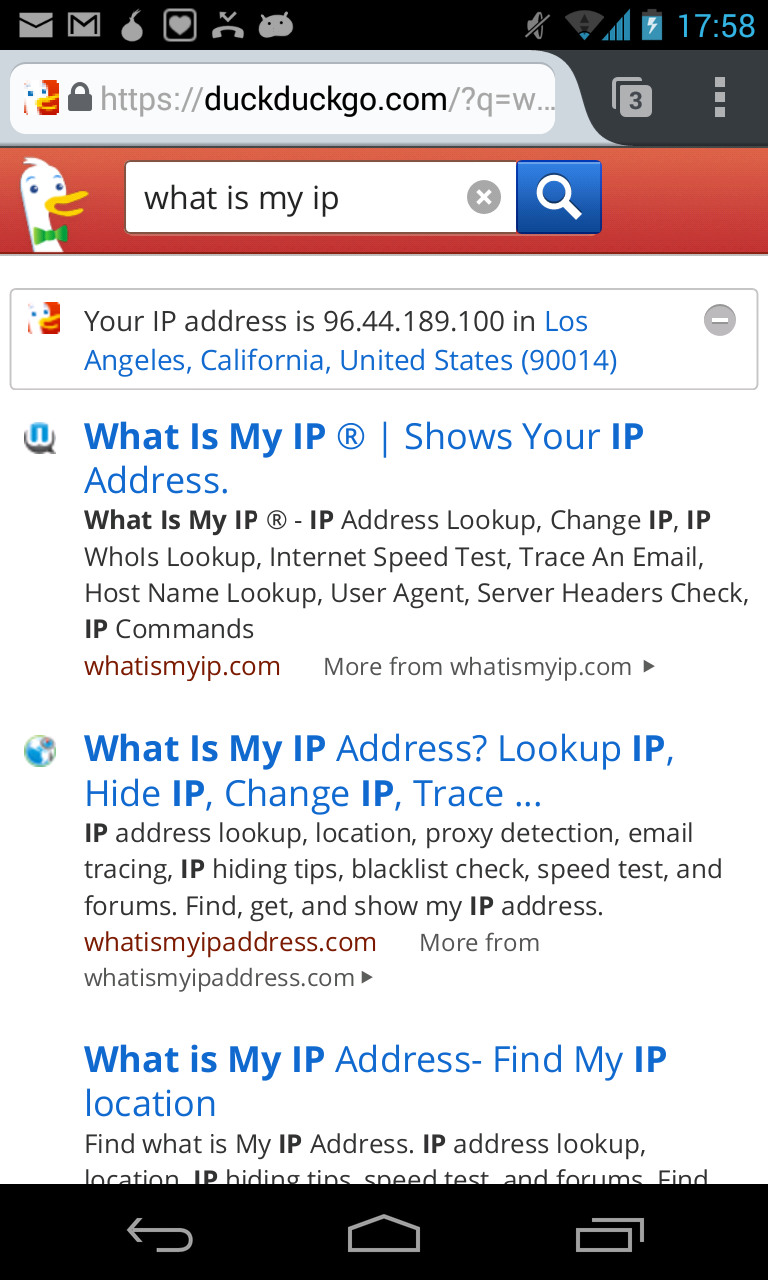 17:58
https://duckduckgo.com/?q=w...
3
what is my ip
Your IP address is 96.44.189.100 in Los
Angeles, California, United States (90014)
What Is My IP ® | Shows Your IP
Address.
What Is My IP ® - IP Address Lookup, Change IP, IP
WhoIs Lookup, Internet Speed Test, Trace An Email,
Host Name Lookup, User Agent, Server Headers Check,
IP Commands
whatismyip.com More from whatismyip.com ▶
What Is My IP Address? Lookup IP,
Hide IP, Change IP, Trace ...
IP address lookup, location, proxy detection, email
tracing, IP hiding tips, blacklist check, speed test, and
forums. Find, get, and show my IP address.
whatismyipaddress.com More from
whatismyipaddress.com ▶
What is My IP Address- Find My IP
location
Find what is My IP Address. IP address lookup,
location, IP hiding tips, speed test, and forums. Find